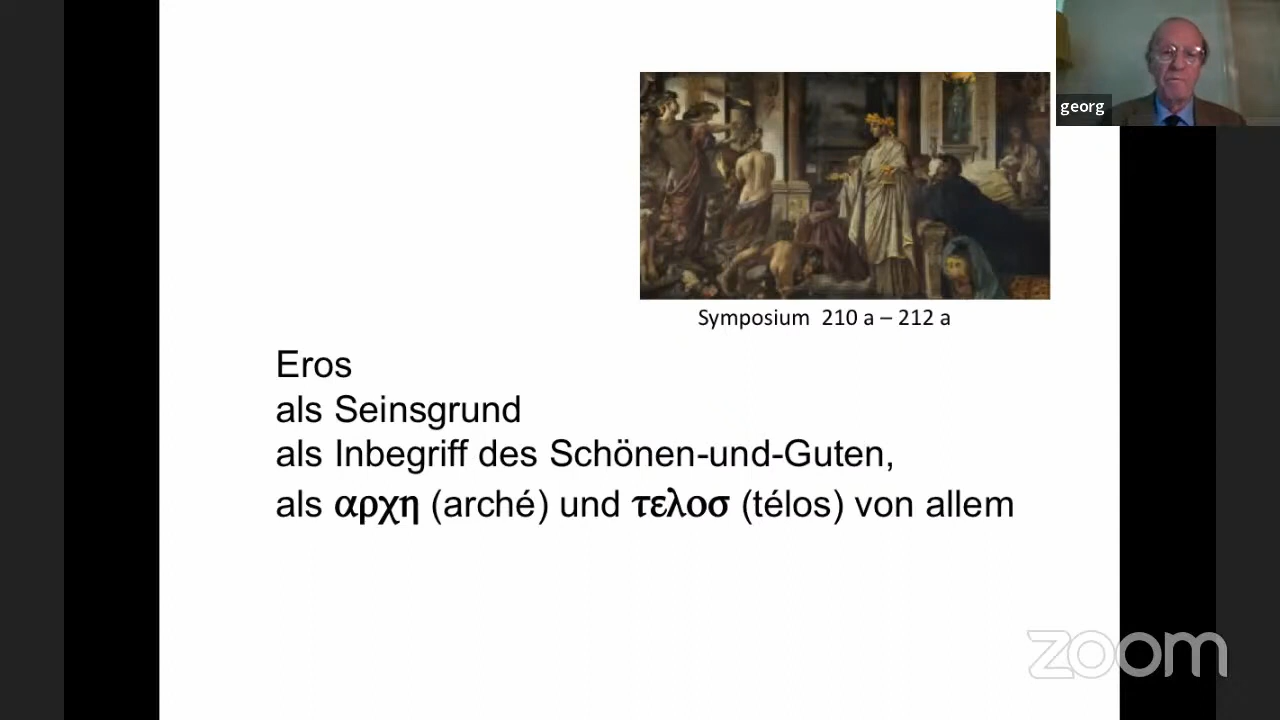 georg
Symposium 210 a – 212 a
Eros
als Seinsgrund
als Inbegriff des Schönen-und-Guten,
als αρχη (arché) und τελοσ (télos) von allem
zoom